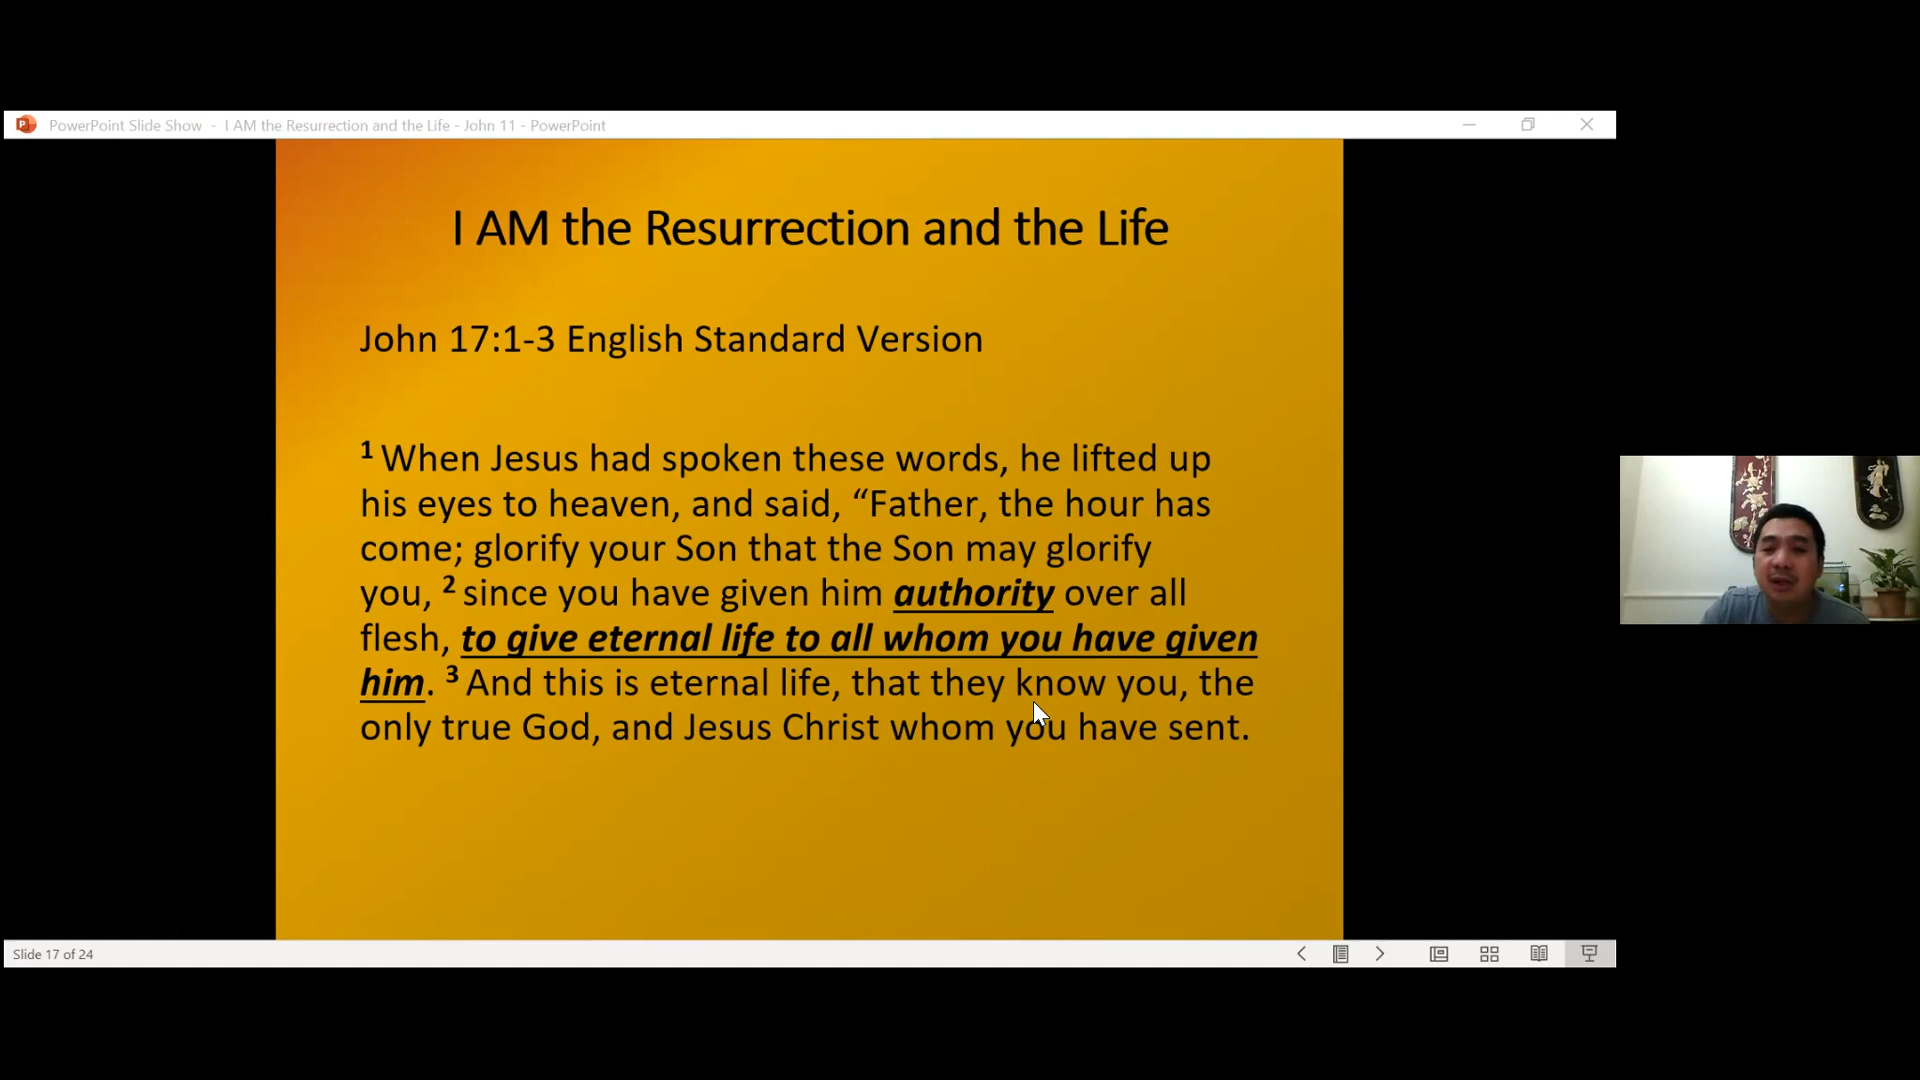 PowerPoint Slide Show - I AM the Resurrection and the Life - John 11 - PowerPoint
I AM the Resurrection and the Life
John 17:1-3 English Standard Version
1 When Jesus had spoken these words, he lifted up
his eyes to heaven, and said, “Father, the hour has
come; glorify your Son that the Son may glorify
you, 2 since you have given him authority over all
flesh, to give eternal life to all whom you have given
him. 3 And this is eternal life, that they know you, the
only true God, and Jesus Christ whom you have sent.
Slide 17 of 24